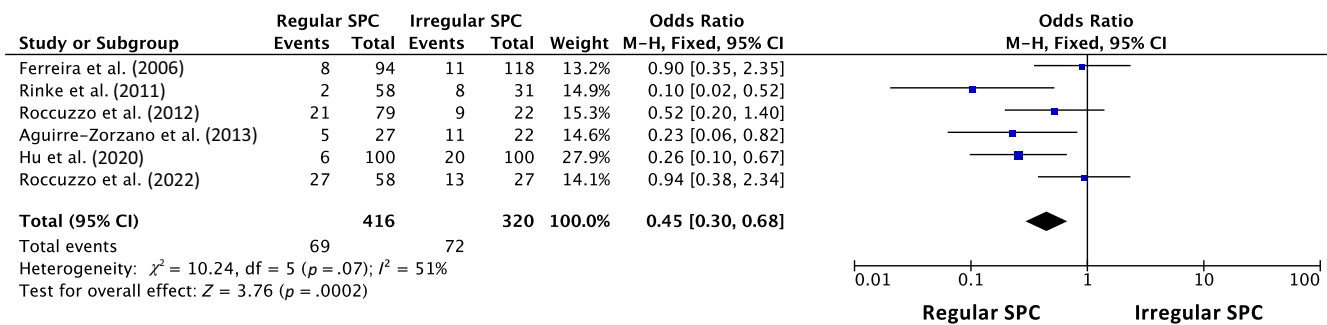 Regular SPC Irregular SPC Odds Ratio Odds Ratio
Study or Subgroup Events Total Events Total Weight M-H, Fixed, 95% CI M-H, Fixed, 95% CI
Ferreira et al. (2006) 8 94 11 118 13.2% 0.90 [0.35, 2.35]
Rinke et al. (2011) 2 58 8 31 14.9% 0.10 [0.02, 0.52]
Roccuzzo et al. (2012) 21 79 9 22 15.3% 0.52 [0.20, 1.40]
Aguirre-Zorzano et al. (2013) 5 27 11 22 14.6% 0.23 [0.06, 0.82]
Hu et al. (2020) 6 100 20 100 27.9% 0.26 [0.10, 0.67]
Roccuzzo et al. (2022) 27 58 13 27 14.1% 0.94 [0.38, 2.34]
Total (95% CI) 416 320 100.0% 0.45 [0.30, 0.68]
Total events 69 72
Heterogeneity: χ² = 10.24, df = 5 (p = .07); I² = 51%
Test for overall effect: Z = 3.76 (p = .0002)
0.01 0.1 1 10 100
Regular SPC Irregular SPC